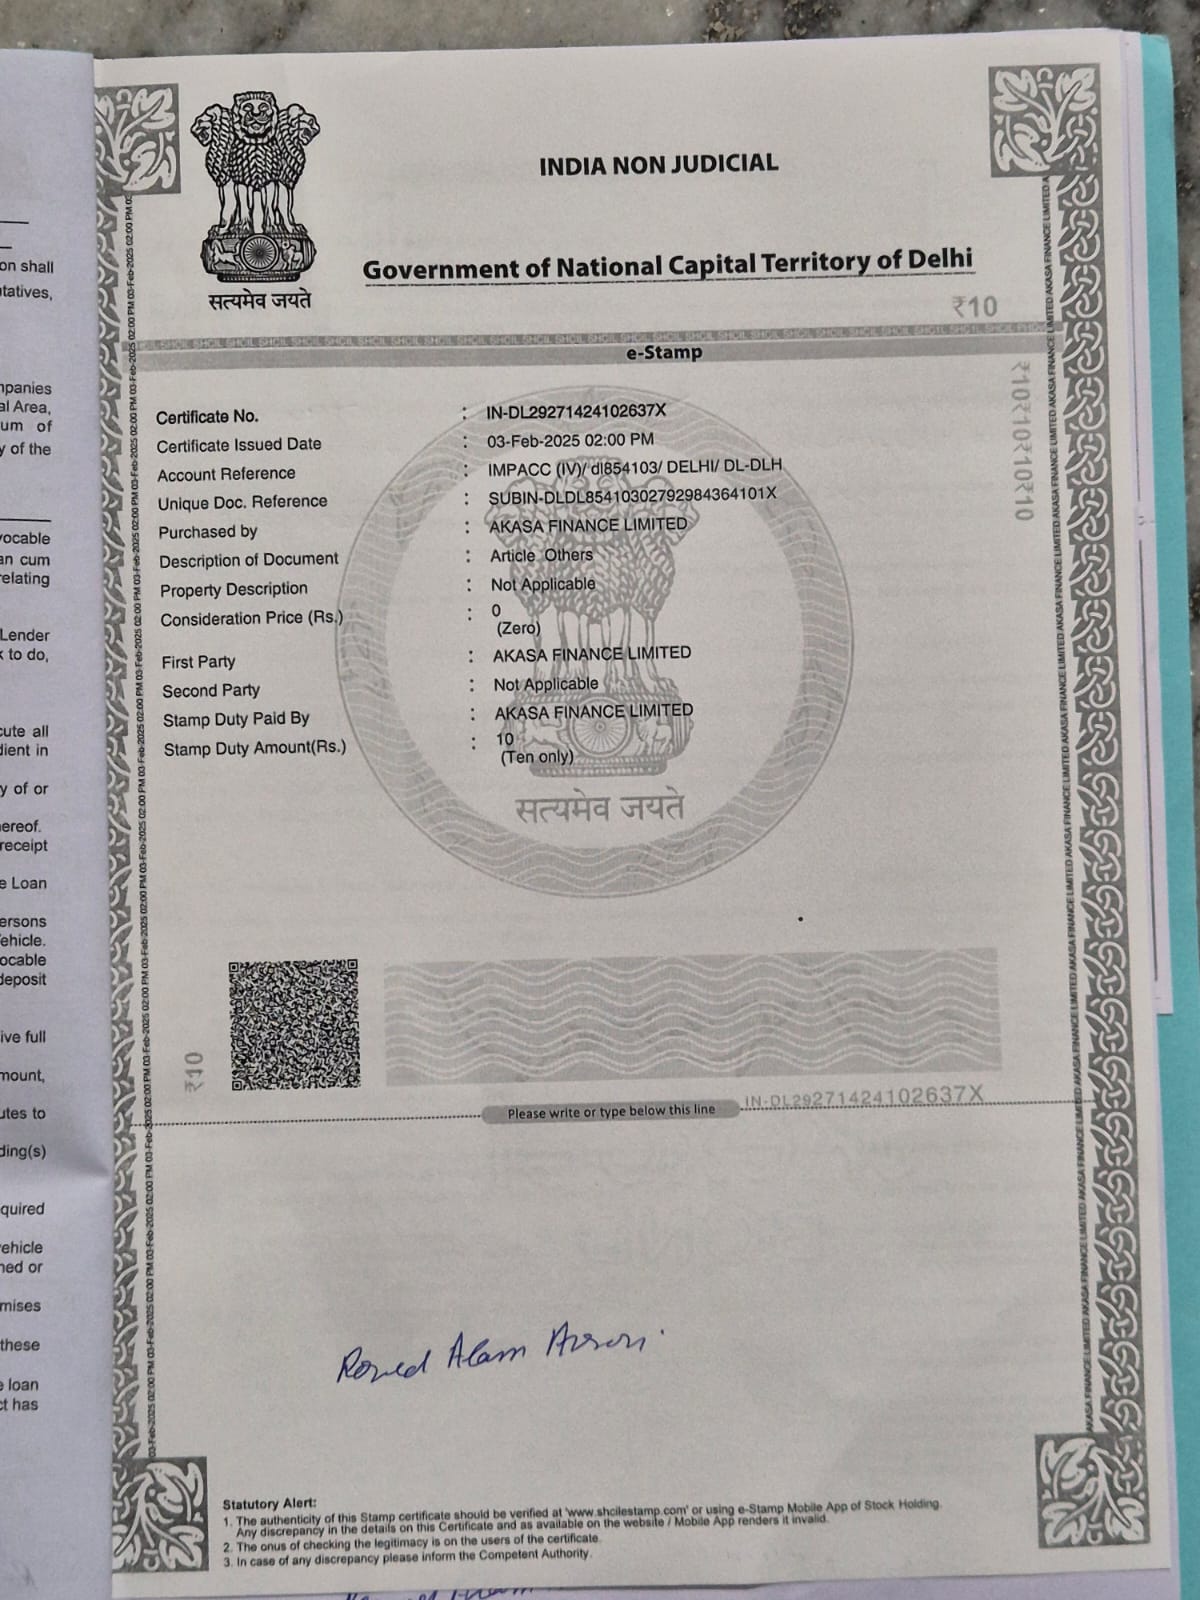 on shall
tatives,
mpanies
al Area,
um of
y of the
vocable
an cum
relating
Lender
to do,
cute all
dient in
y of or
ereof.
receipt
e Loan
ersons
ehicle.
ocable
deposit
ive full
mount,
utes to
ding(s)
quired
ehicle
ned or
mises
these
e loan
ct has
INDIA NON JUDICIAL
Government of National Capital Territory of Delhi
सत्यमेव जयते
₹10
e-Stamp
Certificate No. : IN-DL29271424102637X
Certificate Issued Date : 03-Feb-2025 02:00 PM
Account Reference : IMPACC (IV)/ dl854103/ DELHI/ DL-DLH
Unique Doc. Reference : SUBIN-DLDL85410302792984364101X
Purchased by : AKASA FINANCE LIMITED
Description of Document : Article Others
Property Description : Not Applicable
Consideration Price (Rs.) : 0
(Zero)
First Party : AKASA FINANCE LIMITED
Second Party : Not Applicable
Stamp Duty Paid By : AKASA FINANCE LIMITED
Stamp Duty Amount(Rs.) : 10
(Ten only)
सत्यमेव जयते
₹10₹10₹10₹10
₹10
IN-DL29271424102637X
Please write or type below this line
Alam
Statutory Alert:
1. The authenticity of this Stamp certificate should be verified at 'www.shcilestamp.com' or using e-Stamp Mobile App of Stock Holding.
Any discrepancy in the details on this Certificate and as available on the website / Mobile App renders it invalid.
2. The onus of checking the legitimacy is on the users of the certificate.
3. In case of any discrepancy please inform the Competent Authority.